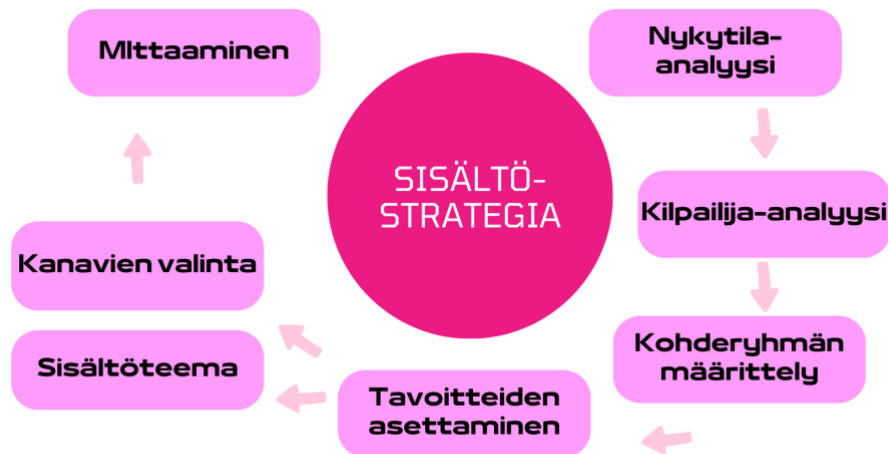 MIttaaminen
Nykytila-
analyysi
SISÄLTÖ-
STRATEGIA
Kilpailija-analyysi
Kanavien valinta
Kohderyhmän
määrittely
Sisältöteema
Tavoitteiden
asettaminen